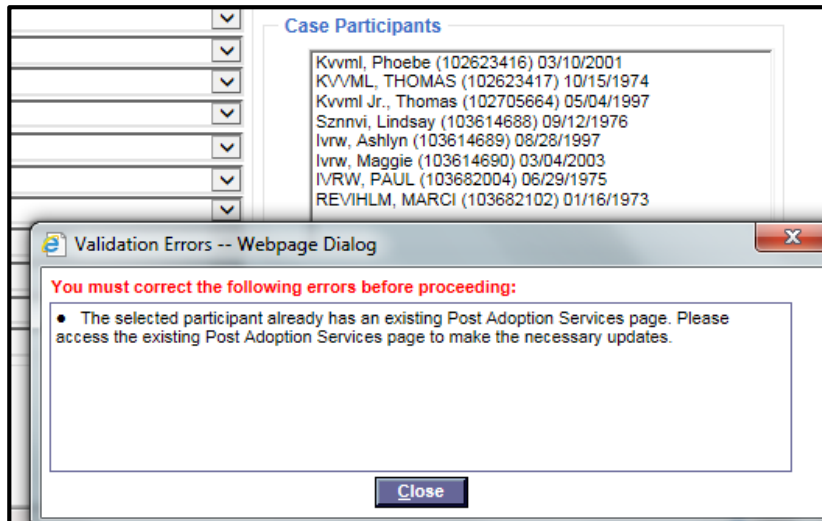 Case Participants
Kvvml, Phoebe (102623416) 03/10/2001
KVVML, THOMAS (102623417) 10/15/1974
Kvvml Jr., Thomas (102705664) 05/04/1997
Sznnvi, Lindsay (103614688) 09/12/1976
Ivrw, Ashlyn (103614689) 08/28/1997
Ivrw, Maggie (103614690) 03/04/2003
IVRW, PAUL (103682004) 06/29/1975
REVIHLM, MARCI (103682102) 01/16/1973
Validation Errors -- Webpage Dialog
You must correct the following errors before proceeding:
● The selected participant already has an existing Post Adoption Services page. Please
access the existing Post Adoption Services page to make the necessary updates.
Close